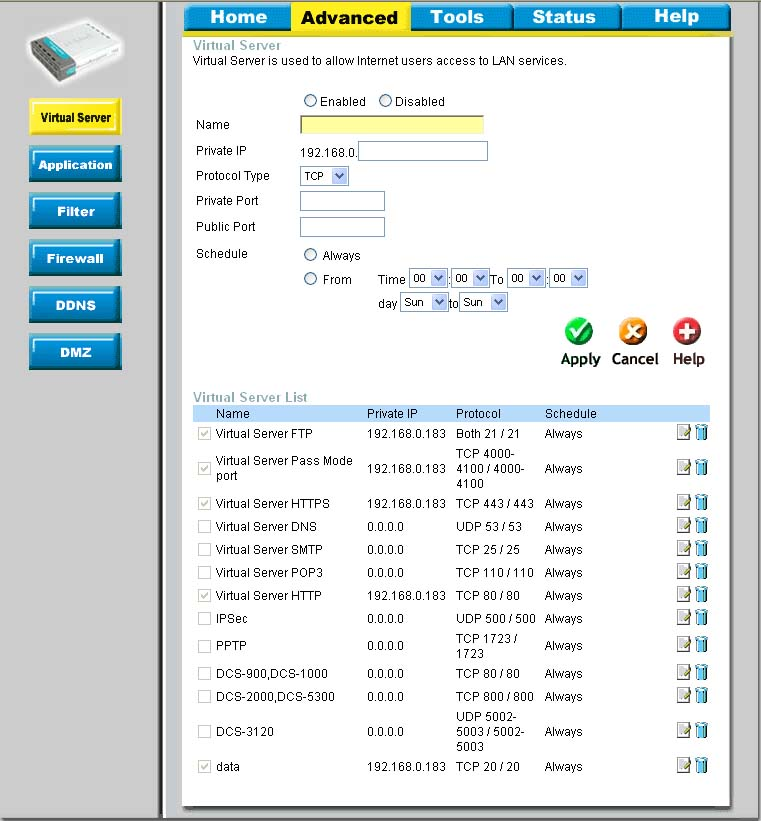 Home Advanced Tools Status Help
Virtual Server
Application
Filter
Firewall
DDNS
DMZ
Virtual Server
Virtual Server is used to allow Internet users access to LAN services.
Enabled Disabled
Name
Private IP 192.168.0.
Protocol Type TCP
Private Port
Public Port
Schedule Always
From Time 00 : 00 To 00 : 00
day Sun to Sun
Apply Cancel Help
Virtual Server List
Name Private IP Protocol Schedule
Virtual Server FTP 192.168.0.183 Both 21 / 21 Always
Virtual Server Pass Mode
port
192.168.0.183
TCP 4000-
4100 / 4000-
4100
Always
Virtual Server HTTPS 192.168.0.183 TCP 443 / 443 Always
Virtual Server DNS 0.0.0.0 UDP 53 / 53 Always
Virtual Server SMTP 0.0.0.0 TCP 25 / 25 Always
Virtual Server POP3 0.0.0.0 TCP 110 / 110 Always
Virtual Server HTTP 192.168.0.183 TCP 80 / 80 Always
IPSec 0.0.0.0 UDP 500 / 500 Always
PPTP 0.0.0.0
TCP 1723 /
1723
Always
DCS-900,DCS-1000 0.0.0.0 TCP 80 / 80 Always
DCS-2000,DCS-5300 0.0.0.0 TCP 800 / 800 Always
DCS-3120 0.0.0.0
UDP 5002-
5003 / 5002-
5003
Always
data 192.168.0.183 TCP 20 / 20 Always